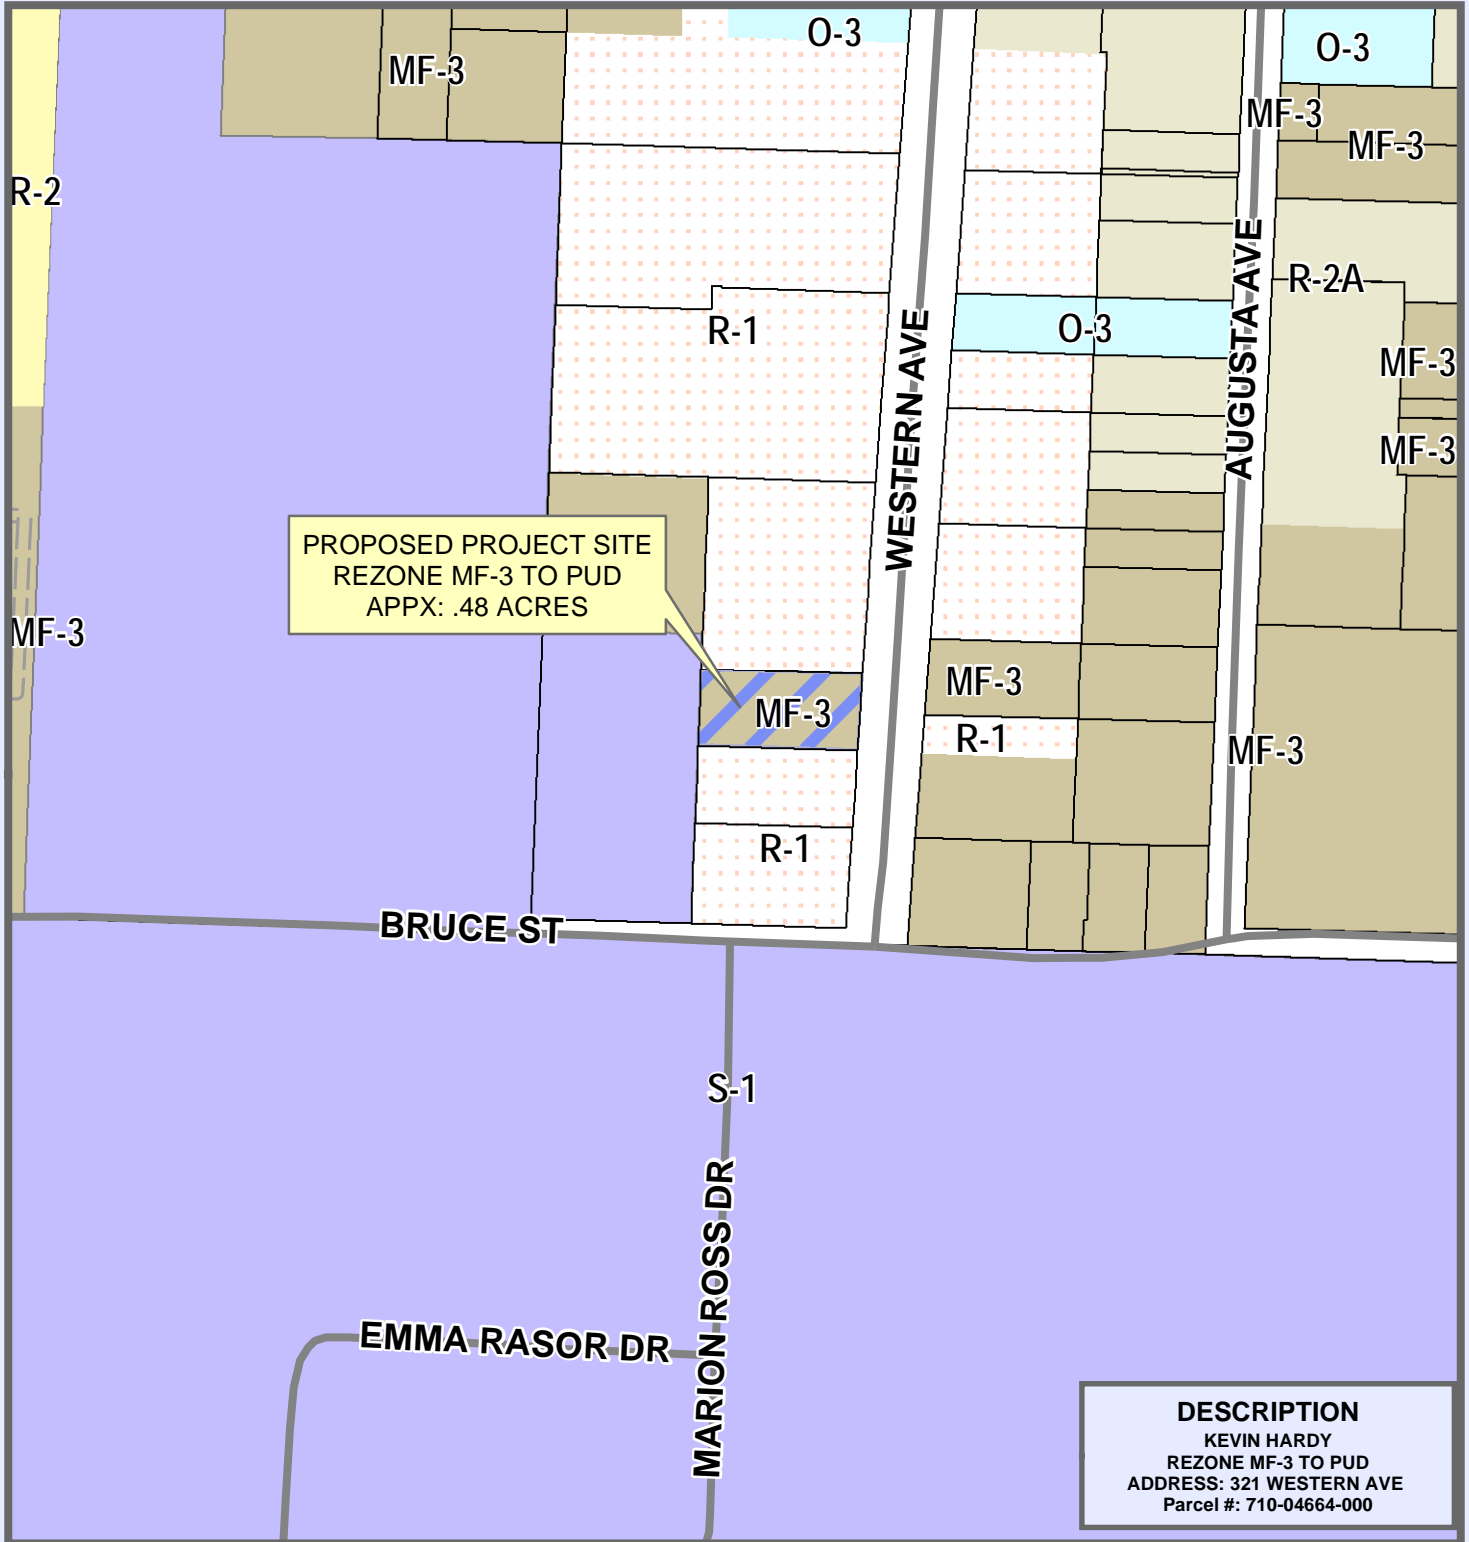 O-3
O-3
MF-3
MF-3
MF-3
R-2
AUGUSTA AVE
R-2A
WESTERN AVE
R-1
O-3
MF-3
MF-3
PROPOSED PROJECT SITE
REZONE MF-3 TO PUD
APPX: .48 ACRES
MF-3
MF-3
MF-3
R-1
MF-3
R-1
BRUCE ST
S-1
MARION ROSS DR
EMMA RASOR DR
DESCRIPTION
KEVIN HARDY
REZONE MF-3 TO PUD
ADDRESS: 321 WESTERN AVE
Parcel #: 710-04664-000